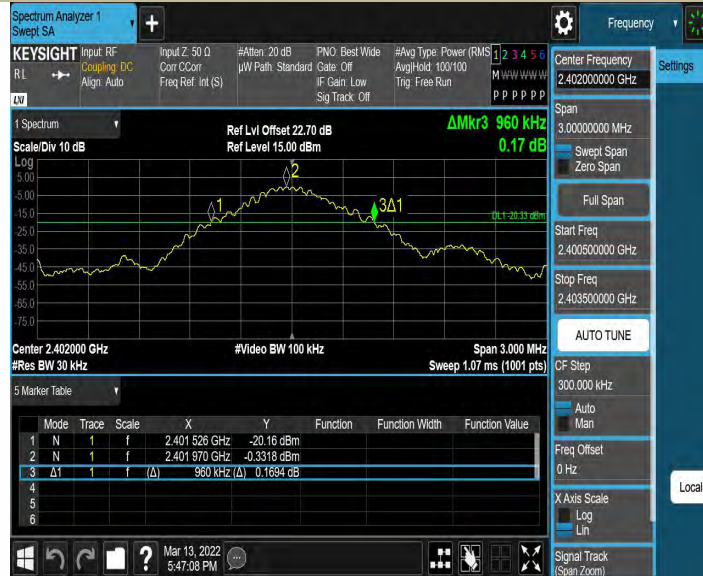 Spectrum Analyzer 1
Swept SA
Frequency
KEYSIGHT
R L
LXI
Input: RF
Coupling: DC
Align: Auto
Input Z: 50 Ω
Corr CCorr
Freq Ref: Int (S)
#Atten: 20 dB
µW Path: Standard
PNO: Best Wide
Gate: Off
IF Gain: Low
Sig Track: Off
#Avg Type: Power (RMS
Avg|Hold: 100/100
Trig: Free Run
1 2 3 4 5 6
M W W W W W
P P P P P P
1 Spectrum
Scale/Div 10 dB
Ref Lvl Offset 22.70 dB
Ref Level 15.00 dBm
ΔMkr3 960 kHz
0.17 dB
Log
5.00
-5.00
-15.0
-25.0
-35.0
-45.0
-55.0
-65.0
-75.0
1
2
3Δ1
DL1 -20.33 dBm
Center 2.402000 GHz
#Res BW 30 kHz
#Video BW 100 kHz
Span 3.000 MHz
Sweep 1.07 ms (1001 pts)
5 Marker Table
Mode Trace Scale X Y Function Function Width Function Value
1 N 1 f 2.401 526 GHz -20.16 dBm
2 N 1 f 2.401 970 GHz -0.3318 dBm
3 Δ1 1 f (Δ) 960 kHz (Δ) 0.1694 dB
4
5
6
Mar 13, 2022
5:47:08 PM
Center Frequency
2.402000000 GHz
Settings
Span
3.00000000 MHz
Swept Span
Zero Span
Full Span
Start Freq
2.400500000 GHz
Stop Freq
2.403500000 GHz
AUTO TUNE
CF Step
300.000 kHz
Auto
Man
Freq Offset
0 Hz
X Axis Scale
Log
Lin
Local
Signal Track
(Span Zoom)